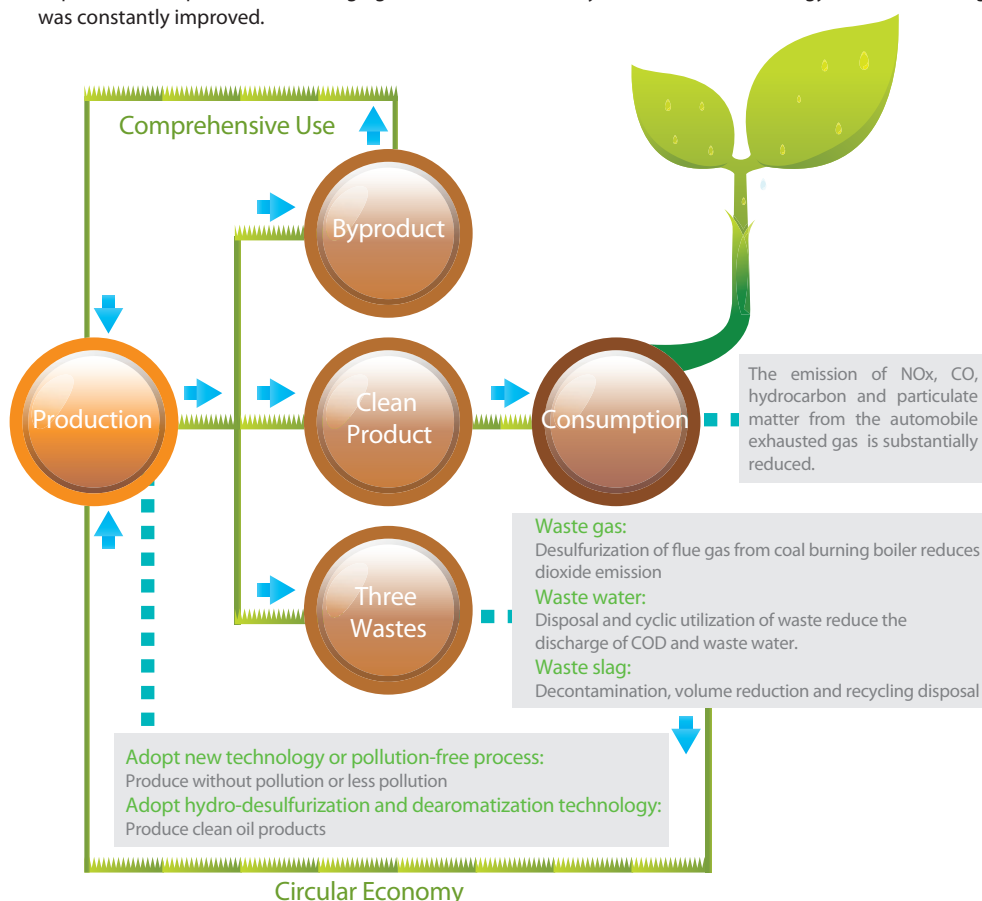 was constantly improved.
Comprehensive Use
Byproduct
Production
Clean
Product
Consumption
The emission of NOx, CO,
hydrocarbon and particulate
matter from the automobile
exhausted gas is substantially
reduced.
Three
Wastes
Waste gas:
Desulfurization of flue gas from coal burning boiler reduces
dioxide emission
Waste water:
Disposal and cyclic utilization of waste reduce the
discharge of COD and waste water.
Waste slag:
Decontamination, volume reduction and recycling disposal
Adopt new technology or pollution-free process:
Produce without pollution or less pollution
Adopt hydro-desulfurization and dearomatization technology:
Produce clean oil products
Circular Economy